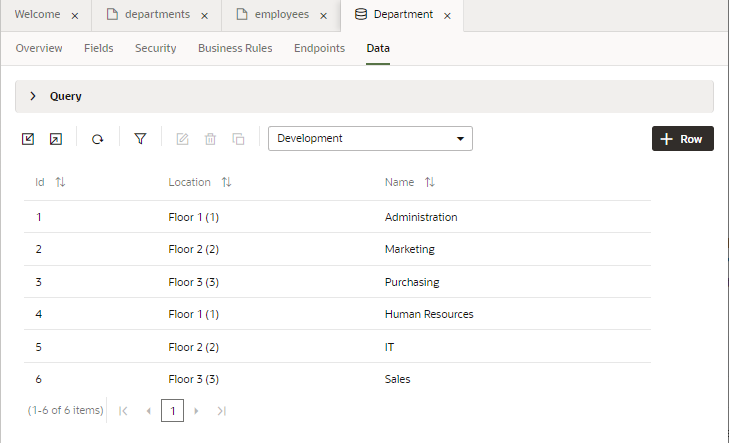 Welcome × departments × employees × Department ×
Overview Fields Security Business Rules Endpoints Data
Query
Development Row
Id Location Name
1 Floor 1 (1) Administration
2 Floor 2 (2) Marketing
3 Floor 3 (3) Purchasing
4 Floor 1 (1) Human Resources
5 Floor 2 (2) IT
6 Floor 3 (3) Sales
(1-6 of 6 items) 1